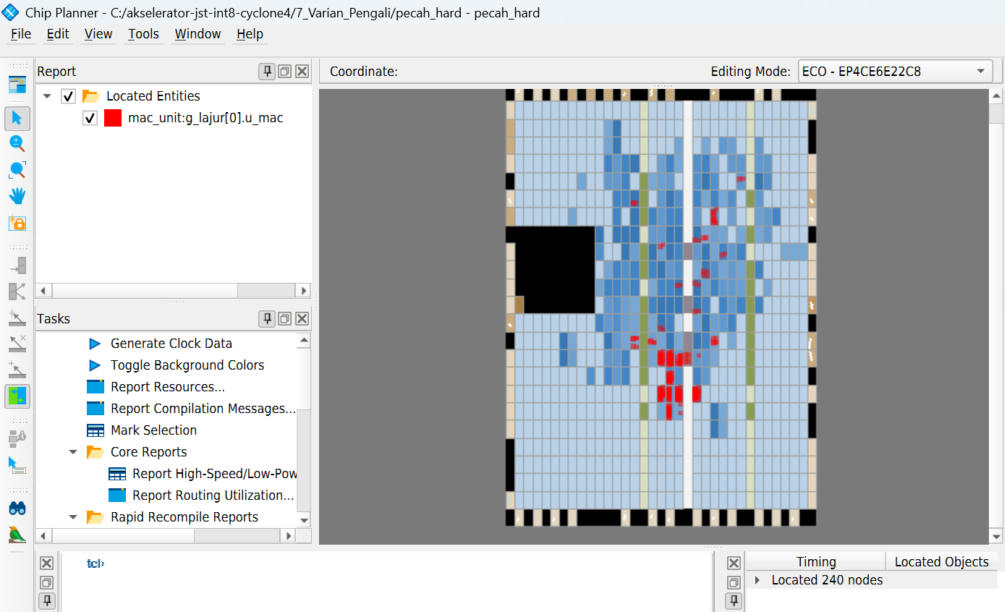 Chip Planner - C:/akselerator-jst-int8-cyclone4/7_Varian_Pengali/pecah_hard - pecah_hard
File Edit View Tools Window Help
Report
Coordinate:
Editing Mode: ECO - EP4CE6E22C8
Located Entities
mac_unit:g_lajur[0].u_mac
Tasks
Generate Clock Data
Toggle Background Colors
Report Resources...
Report Compilation Messages...
Mark Selection
Core Reports
Report High-Speed/Low-Pow
Report Routing Utilization...
Rapid Recompile Reports
tcl>
Timing Located Objects
Located 240 nodes